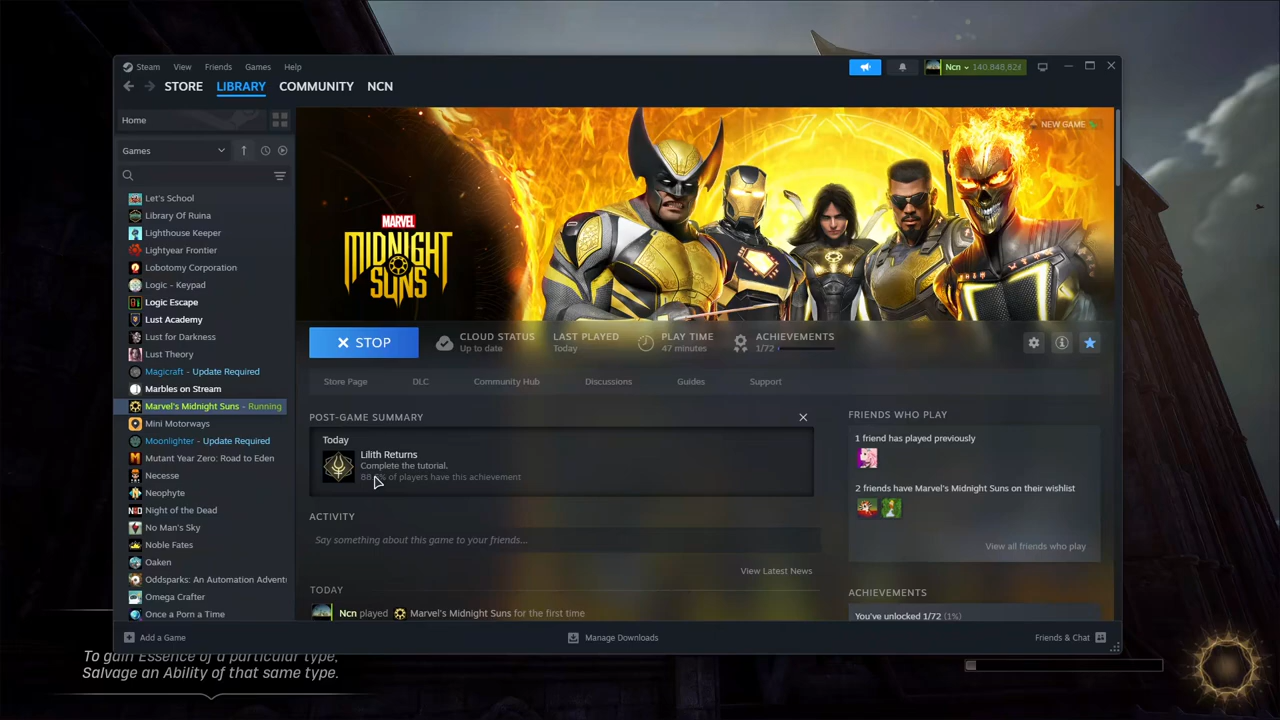 Steam View Friends Games Help
Ncn 140.848,82₫
STORE LIBRARY COMMUNITY NCN
Home
NEW GAME
Games
MARVEL
MIDNIGHT
SUNS
Let's School
Library Of Ruina
Lighthouse Keeper
Lightyear Frontier
Lobotomy Corporation
Logic - Keypad
Logic Escape
Lust Academy
Lust for Darkness
Lust Theory
Magicraft - Update Required
Marbles on Stream
Marvel's Midnight Suns - Running
Mini Motorways
Moonlighter - Update Required
Mutant Year Zero: Road to Eden
Necesse
Neophyte
Night of the Dead
No Man's Sky
Noble Fates
Oaken
Oddsparks: An Automation Advent
Omega Crafter
Once a Porn a Time
STOP
CLOUD STATUS
Up to date
LAST PLAYED
Today
PLAY TIME
47 minutes
ACHIEVEMENTS
1/72
Store Page DLC Community Hub Discussions Guides Support
POST-GAME SUMMARY
Today
Lilith Returns
Complete the tutorial.
of players have this achievement
ACTIVITY
Say something about this game to your friends...
View Latest News
TODAY
Ncn played Marvel's Midnight Suns for the first time
FRIENDS WHO PLAY
1 friend has played previously
2 friends have Marvel's Midnight Suns on their wishlist
View all friends who play
ACHIEVEMENTS
You've unlocked 1/72 (1%)
Add a Game
Manage Downloads
Friends & Chat
To gain Essence of a particular type,
Salvage an Ability of that same type.